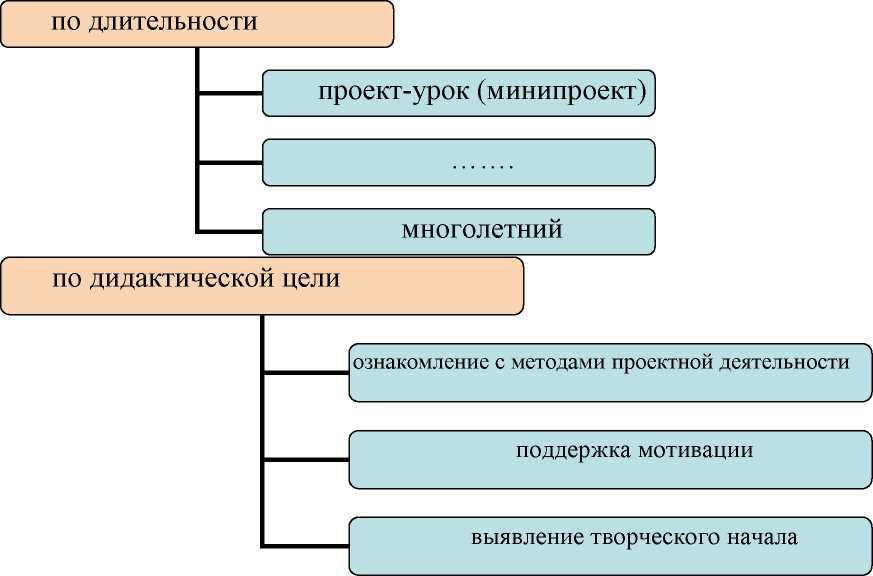 по длительности
проект-урок (минипроект)
…….
многолетний
по дидактической цели
ознакомление с методами проектной деятельности
поддержка мотивации
выявление творческого начала